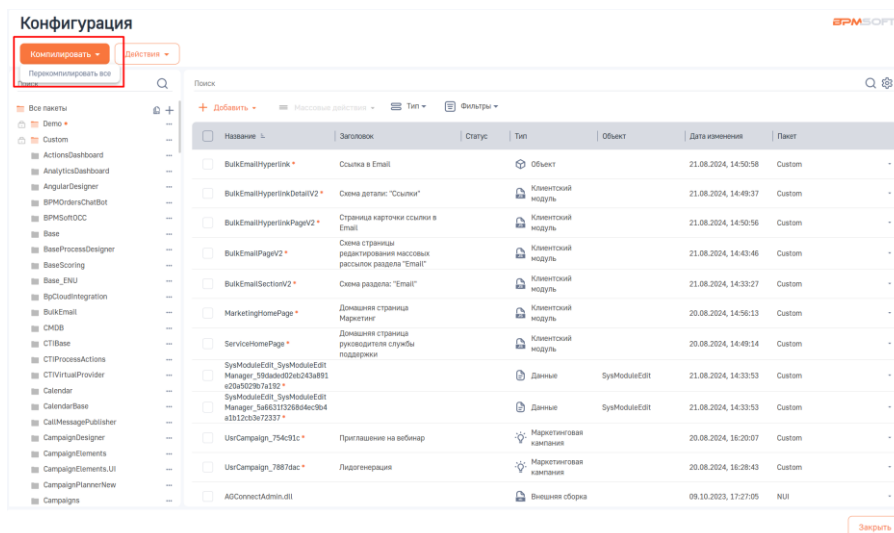 Конфигурация
BPMSOFT
Компилировать
Действия
Перекомпилировать все
Поиск
Поиск
Все пакеты
Demo *
Custom
ActionsDashboard
AnalyticsDashboard
AngularDesigner
BPMOrdersChatBot
BPMSoftOCC
Base
BaseProcessDesigner
BaseScoring
Base_ENU
BpCloudIntegration
BulkEmail
CMDB
CTIBase
CTIProcessActions
CTIVirtualProvider
Calendar
CalendarBase
CallMessagePublisher
CampaignDesigner
CampaignElements
CampaignElements.UI
CampaignPlannerNew
Campaigns
+ Добавить Массовые действия Тип Фильтры
Название Заголовок Статус Тип Объект Дата изменения Пакет
BulkEmailHyperlink * Ссылка в Email Объект 21.08.2024, 14:50:58 Custom
BulkEmailHyperlinkDetailV2 * Схема детали: "Ссылки" Клиентский 21.08.2024, 14:49:37 Custom
модуль
BulkEmailHyperlinkPageV2 * Страница карточки ссылки в Клиентский 21.08.2024, 14:50:56 Custom
Email модуль
Схема страницы
BulkEmailPageV2 * редактирования массовых Клиентский 21.08.2024, 14:43:46 Custom
рассылок раздела "Email" модуль
BulkEmailSectionV2 * Схема раздела: "Email" Клиентский 21.08.2024, 14:33:27 Custom
модуль
MarketingHomePage * Домашняя страница Клиентский 20.08.2024, 14:56:13 Custom
Маркетинг модуль
Домашняя страница
ServiceHomePage * руководителя службы Клиентский 20.08.2024, 14:49:14 Custom
поддержки модуль
SysModuleEdit_SysModuleEdit
Manager_59daded02eb243a891 Данные SysModuleEdit 21.08.2024, 14:33:53 Custom
e20a5029b7a192 *
SysModuleEdit_SysModuleEdit
Manager_5a6631f3268d4ec9b4 Данные SysModuleEdit 21.08.2024, 14:33:53 Custom
a1b12cb3e72337 *
UsrCampaign_754c91c * Приглашение на вебинар Маркетинговая 20.08.2024, 16:20:07 Custom
кампания
UsrCampaign_7887dac * Лидогенерация Маркетинговая 20.08.2024, 16:28:43 Custom
кампания
AGConnectAdmin.dll Внешняя сборка 09.10.2023, 17:27:05 NUI
Закрыть